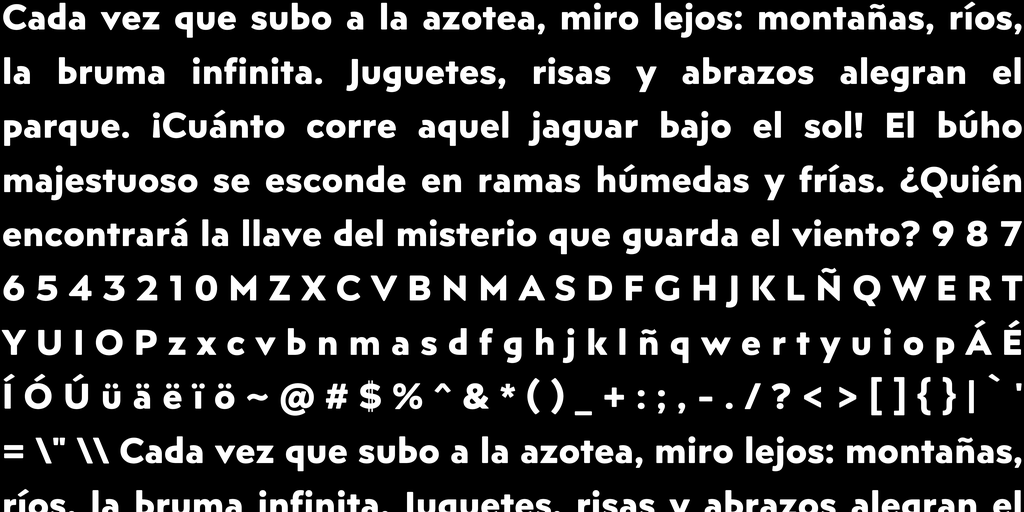 Cada vez que subo a la azotea, miro lejos: montañas, ríos,
la bruma infinita. Juguetes, risas y abrazos alegran el
parque. ¡Cuánto corre aquel jaguar bajo el sol! El búho
majestuoso se esconde en ramas húmedas y frías. ¿Quién
encontrará la llave del misterio que guarda el viento? 9 8 7
6 5 4 3 2 1 0 M Z X C V B N M A S D F G H J K L Ñ Q W E R T
Y U I O P z x c v b n m a s d f g h j k l ñ q w e r t y u i o p Á É
Í Ó Ú ü ä ë ï ö ~ @ # $ % ^ & * ( ) _ + : ; , - . / ? < > [ ] { } | ` '
= \" \\ Cada vez que subo a la azotea, miro lejos: montañas,
ríos, la bruma infinita. Juguetes, risas y abrazos alegran el